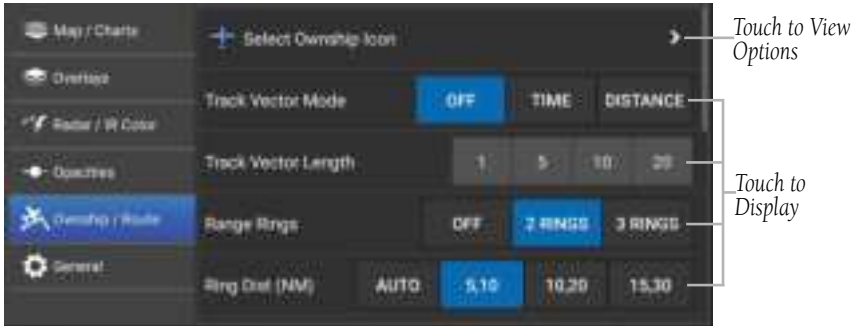 Map / Charts
Overlays
Radar / IR Color
Opacities
Ownship / Route
General
Select Ownship Icon
Track Vector Mode OFF TIME DISTANCE
Track Vector Length 1 5 10 20
Range Rings OFF 2 RINGS 3 RINGS
Ring Dist (NM) AUTO 5,10 10,20 15,30
Touch to View
Options
Touch to
Display